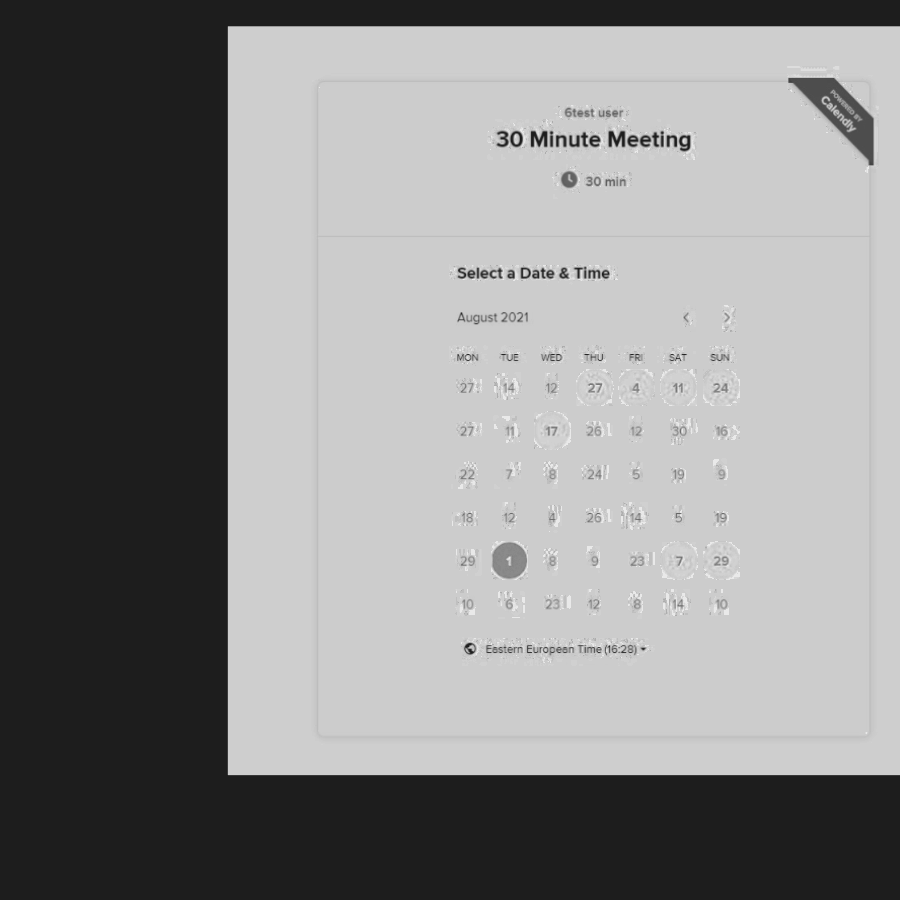 POWERED BY
Calendly
6test user
30 Minute Meeting
30 min
Select a Date & Time
August 2021
MON TUE WED THU FRI SAT SUN
27 14 12 27 4 11 24
27 11 17 26 12 30 16
22 7 8 24 5 19 9
18 12 4 26 14 5 19
29 1 8 9 23 7 29
10 6 23 12 8 14 10
Eastern European Time (16:28)